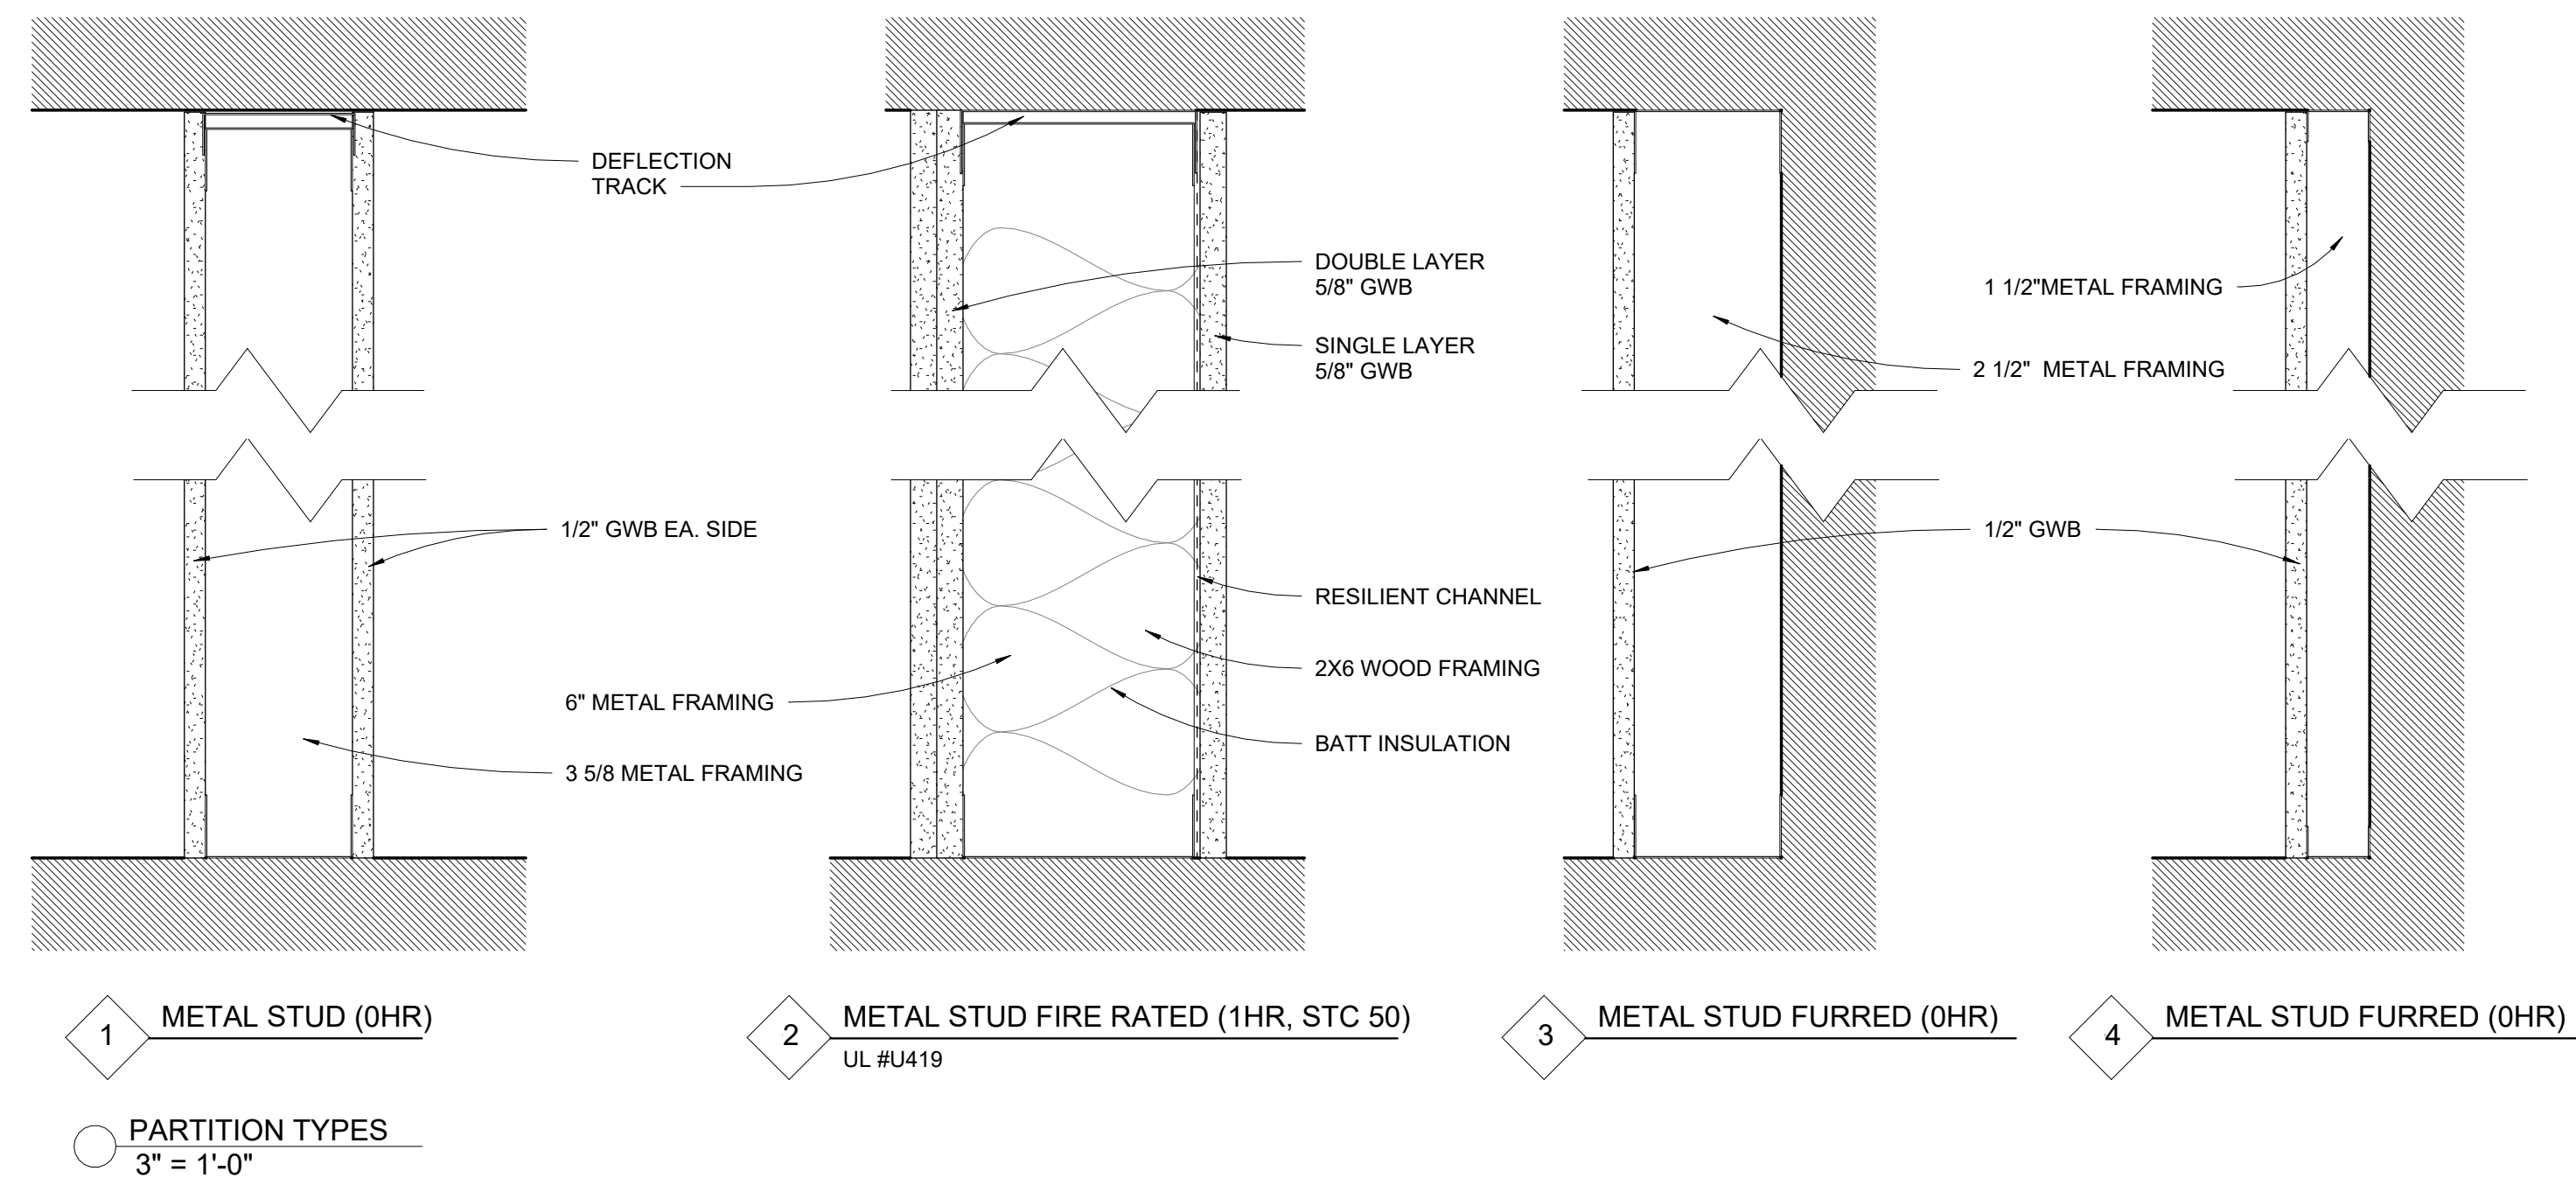 DEFLECTION
TRACK
DOUBLE LAYER
5/8" GWB
SINGLE LAYER
5/8" GWB
1 1/2"METAL FRAMING
2 1/2" METAL FRAMING
1/2" GWB EA. SIDE
1/2" GWB
RESILIENT CHANNEL
2X6 WOOD FRAMING
6" METAL FRAMING
BATT INSULATION
3 5/8 METAL FRAMING
1
METAL STUD (0HR)
2
METAL STUD FIRE RATED (1HR, STC 50)
UL #U419
3
METAL STUD FURRED (0HR)
4
METAL STUD FURRED (0HR)
PARTITION TYPES
3" = 1'-0"